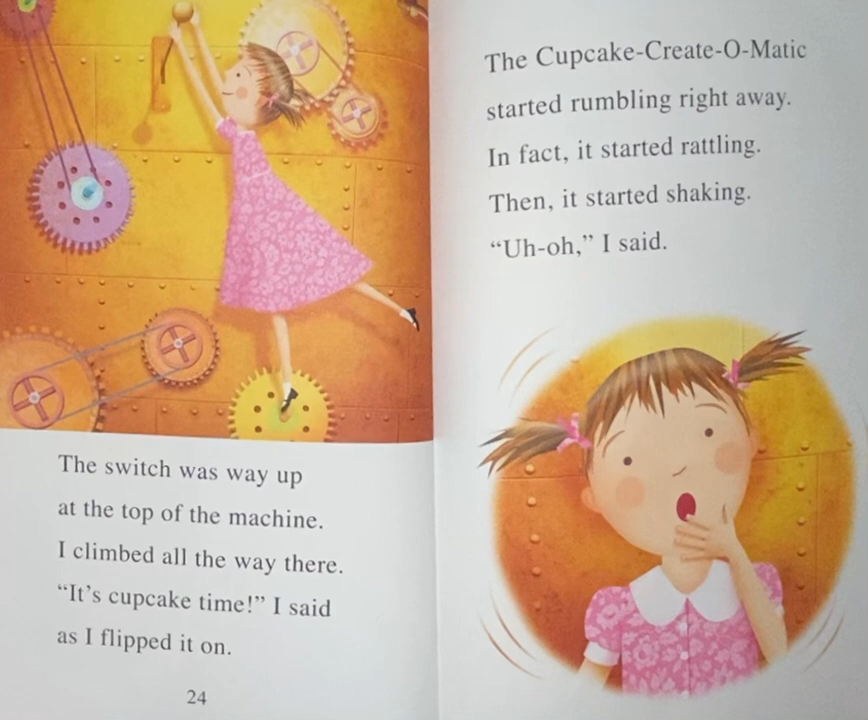 The switch was way up
at the top of the machine.
I climbed all the way there.
“It’s cupcake time!” I said
as I flipped it on.
24
The Cupcake-Create-O-Matic
started rumbling right away.
In fact, it started rattling.
Then, it started shaking.
“Uh-oh,” I said.